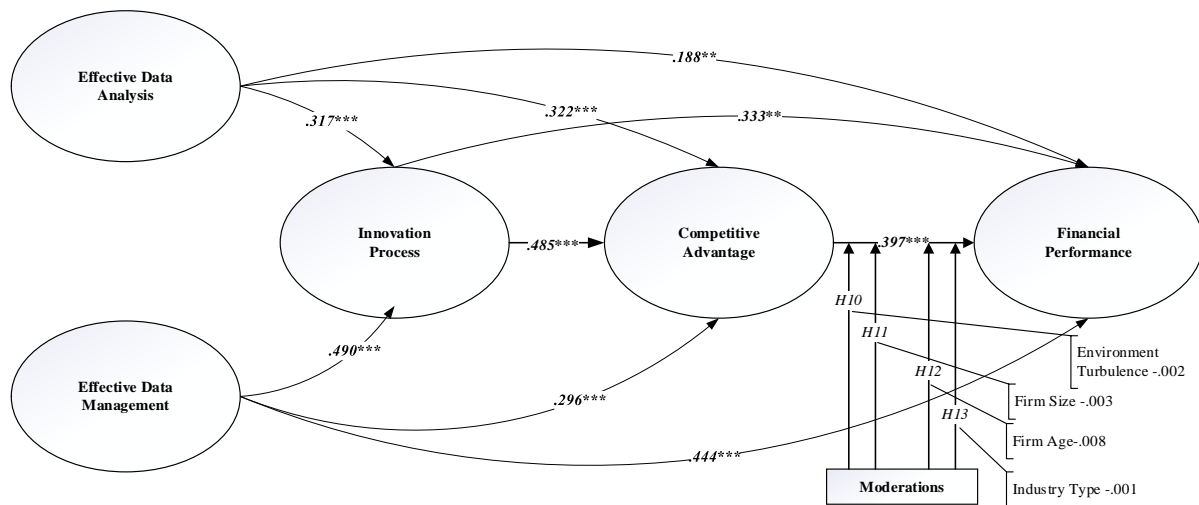 Effective Data
Analysis
.188**
.322***
.317***
.333**
Innovation
Process
.485***
Competitive
Advantage
.397***
Financial
Performance
H10
H11
H12
H13
.490***
Effective Data
Management
.296***
.444***
Environment
Turbulence -.002
Firm Size -.003
Firm Age-.008
Industry Type -.001
Moderations